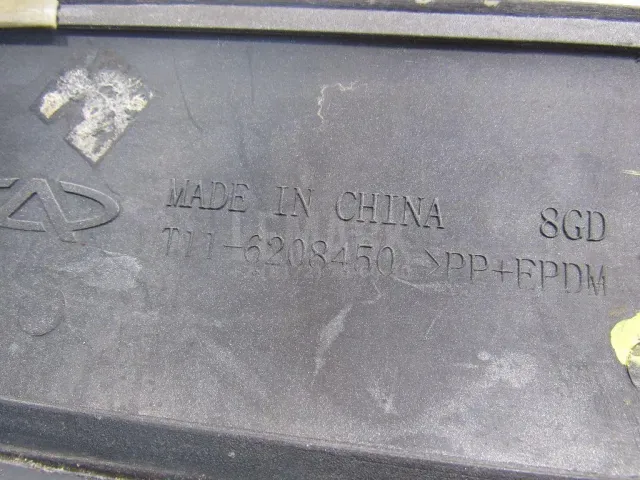 MADE IN CHINA 8GD
T11-6208450 >PP+EPDM